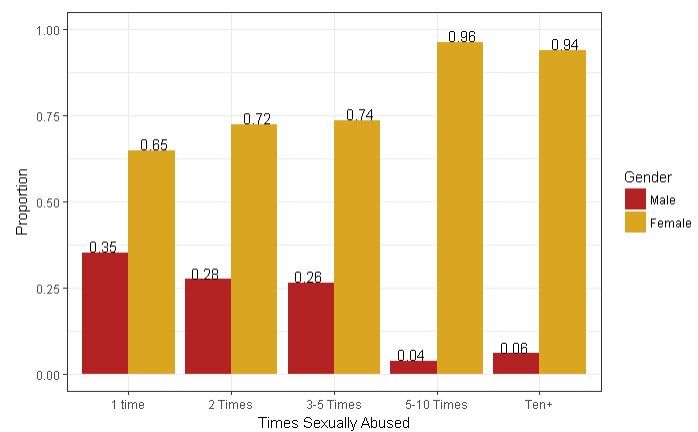 1.00
0.75
0.50
0.25
0.00
Proportion
0.35
0.65
0.28
0.72
0.26
0.74
0.04
0.96
0.06
0.94
1 time
2 Times
3-5 Times
5-10 Times
Ten+
Times Sexually Abused
Gender
Male
Female